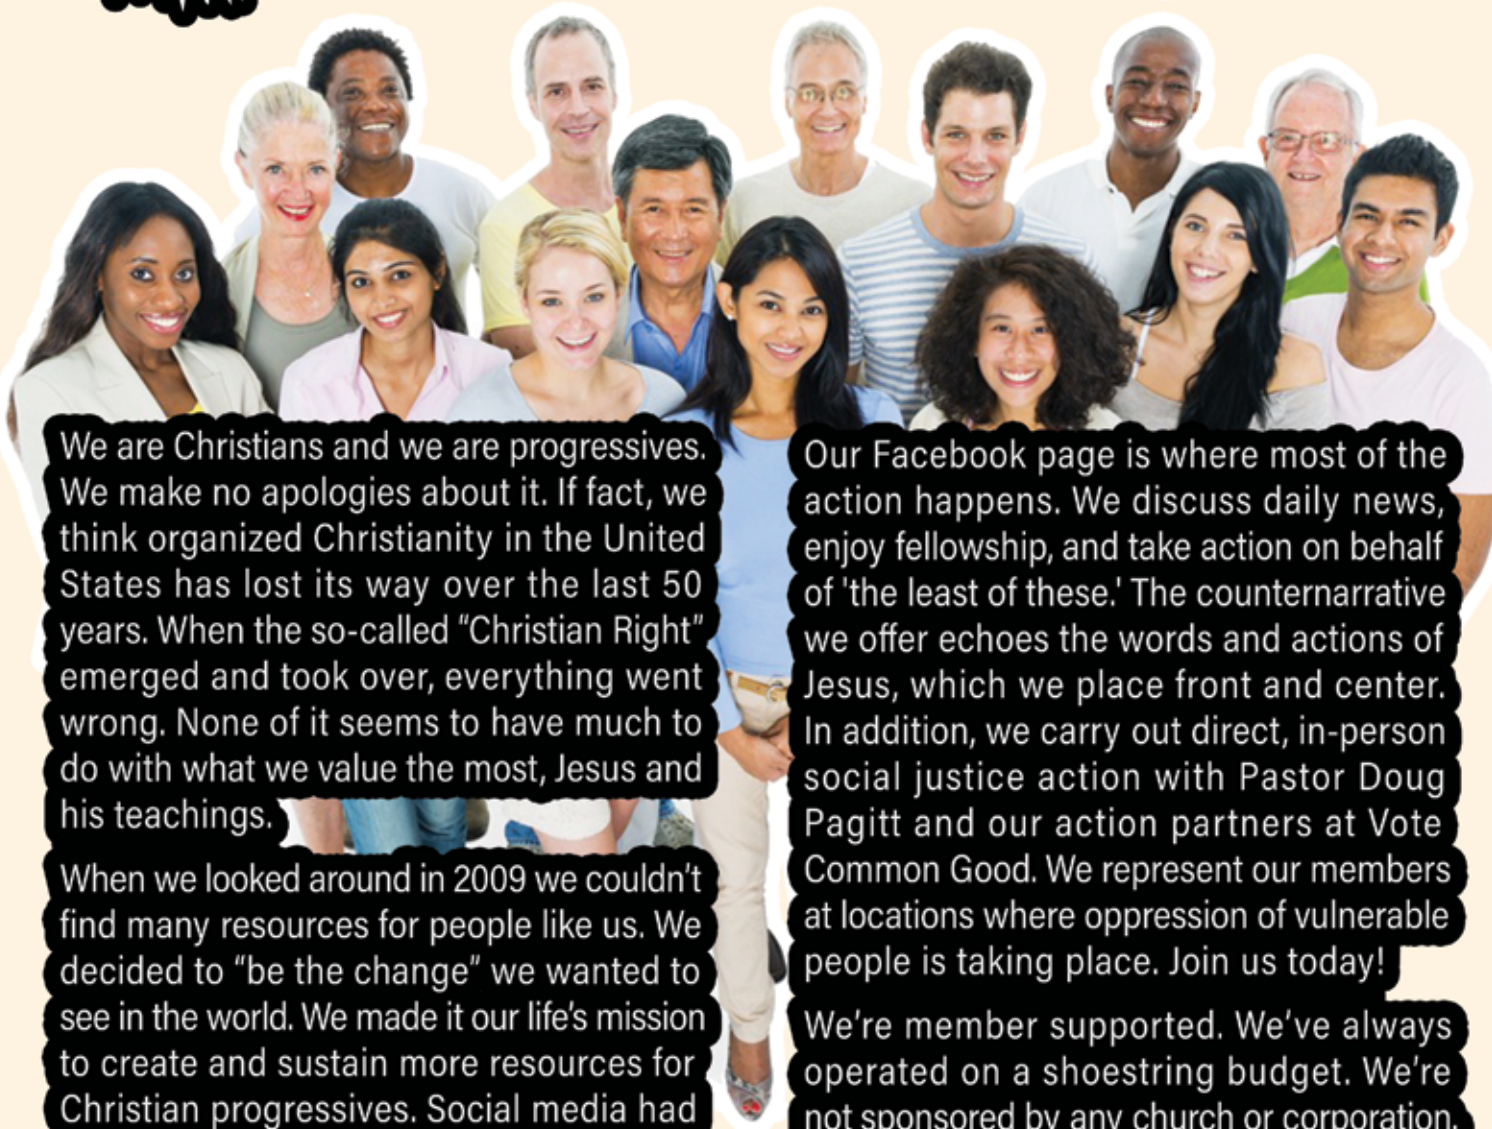 We are Christians and we are progressives.
We make no apologies about it. If fact, we
think organized Christianity in the United
States has lost its way over the last 50
years. When the so-called "Christian Right"
emerged and took over, everything went
wrong. None of it seems to have much to
do with what we value the most, Jesus and
his teachings.
When we looked around in 2009 we couldn't
find many resources for people like us. We
decided to "be the change" we wanted to
see in the world. We made it our life's mission
to create and sustain more resources for
Christian progressives. Social media had
Our Facebook page is where most of the
action happens. We discuss daily news,
enjoy fellowship, and take action on behalf
of 'the least of these.' The counternarrative
we offer echoes the words and actions of
Jesus, which we place front and center.
In addition, we carry out direct, in-person
social justice action with Pastor Doug
Pagitt and our action partners at Vote
Common Good. We represent our members
at locations where oppression of vulnerable
people is taking place. Join us today!
We're member supported. We've always
operated on a shoestring budget. We're
not sponsored by any church or corporation.